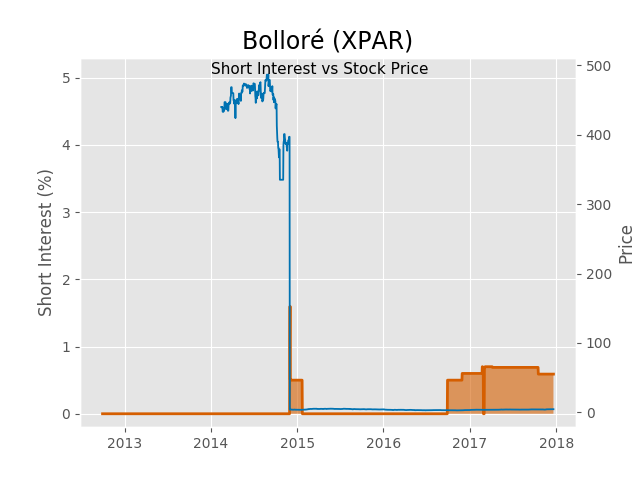 Bolloré (XPAR)
Short Interest vs Stock Price
Short Interest (%)
5
4
3
2
1
0
500
400
300
200
100
0
Price
2013 2014 2015 2016 2017 2018